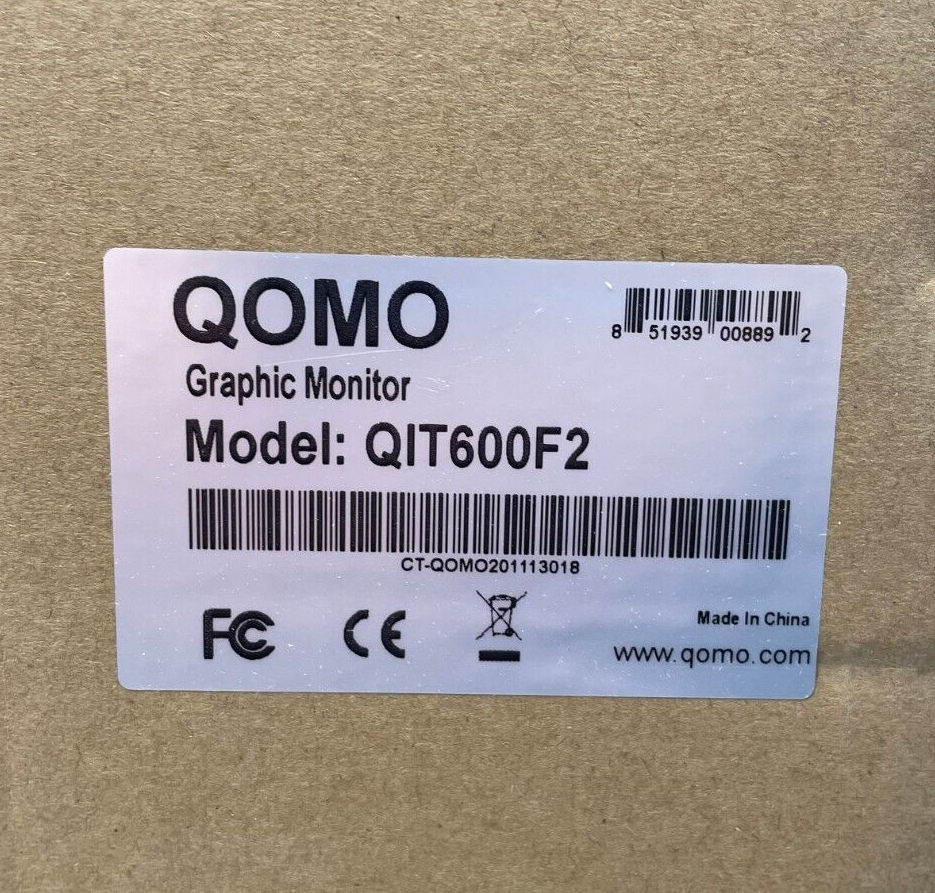 QOMO
8 51939 00889 2
Graphic Monitor
Model: QIT600F2
CT-QOMO201113018
FC CE
Made In China
www.qomo.com